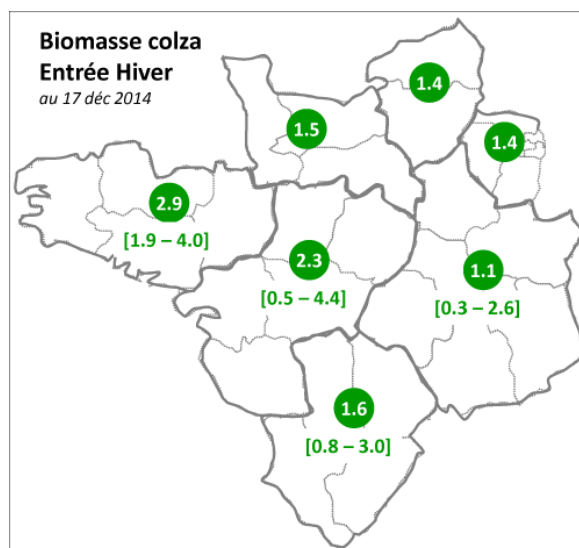 Biomasse colza
Entrée Hiver
au 17 déc 2014
1.4
1.5
1.4
2.9
[1.9 – 4.0]
2.3
[0.5 – 4.4]
1.1
[0.3 – 2.6]
1.6
[0.8 – 3.0]